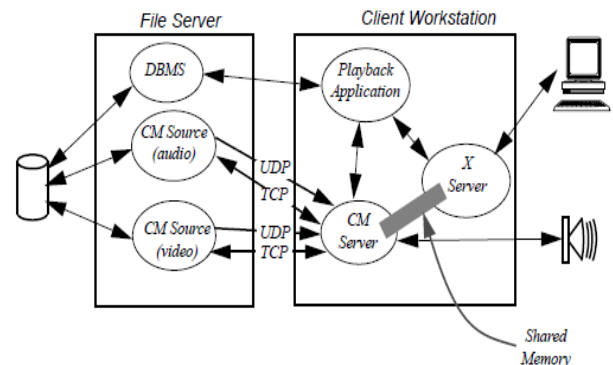 File Server
Client Workstation
DBMS
Playback
Application
CM Source
(audio)
UDP
TCP
X
Server
CM Source
(video)
UDP
TCP
CM
Server
Shared
Memory